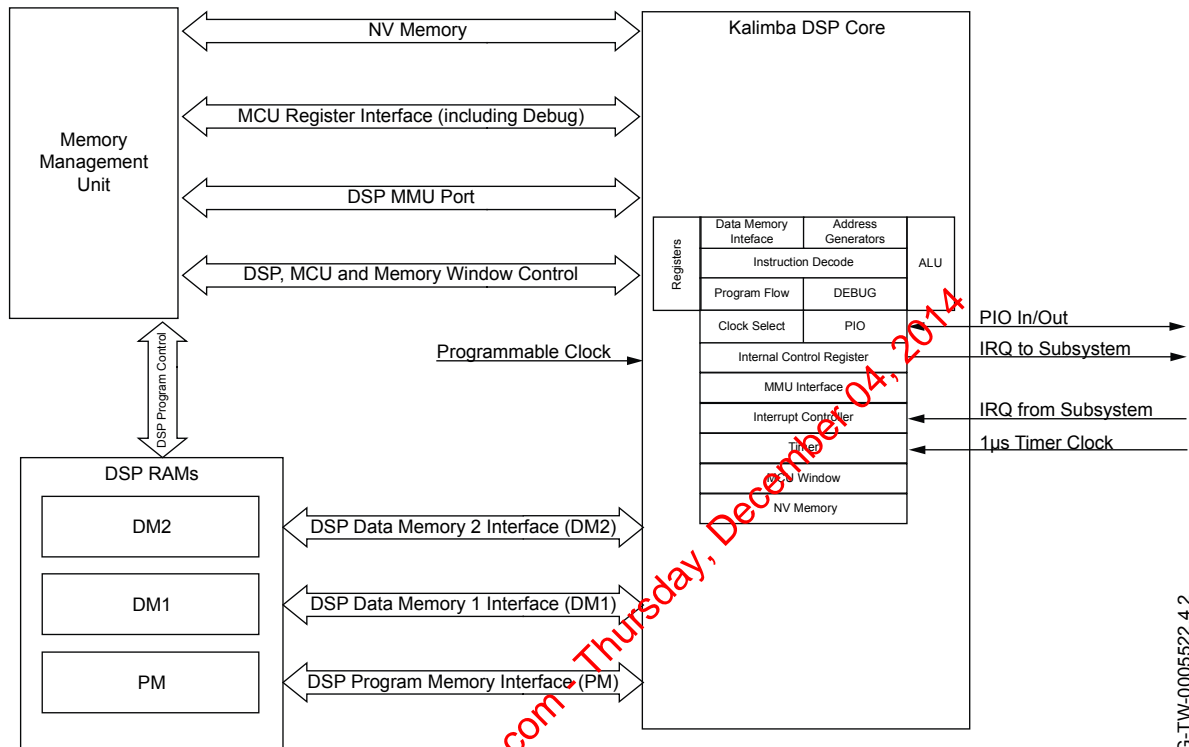 NV Memory
Kalimba DSP Core
MCU Register Interface (including Debug)
Memory
Management
Unit
DSP MMU Port
DSP, MCU and Memory Window Control
Registers
Data Memory
Inteface
Address
Generators
Instruction Decode
ALU
Program Flow
DEBUG
Clock Select
PIO
Internal Control Register
MMU Interface
Interrupt Controller
Timer
MCU Window
NV Memory
PIO In/Out
IRQ to Subsystem
IRQ from Subsystem
1µs Timer Clock
Programmable Clock
DSP Program Control
DSP RAMs
DM2
DSP Data Memory 2 Interface (DM2)
DM1
DSP Data Memory 1 Interface (DM1)
PM
DSP Program Memory Interface (PM)
com - Thursday, December 04, 2014
G-TW-0005522.4.2